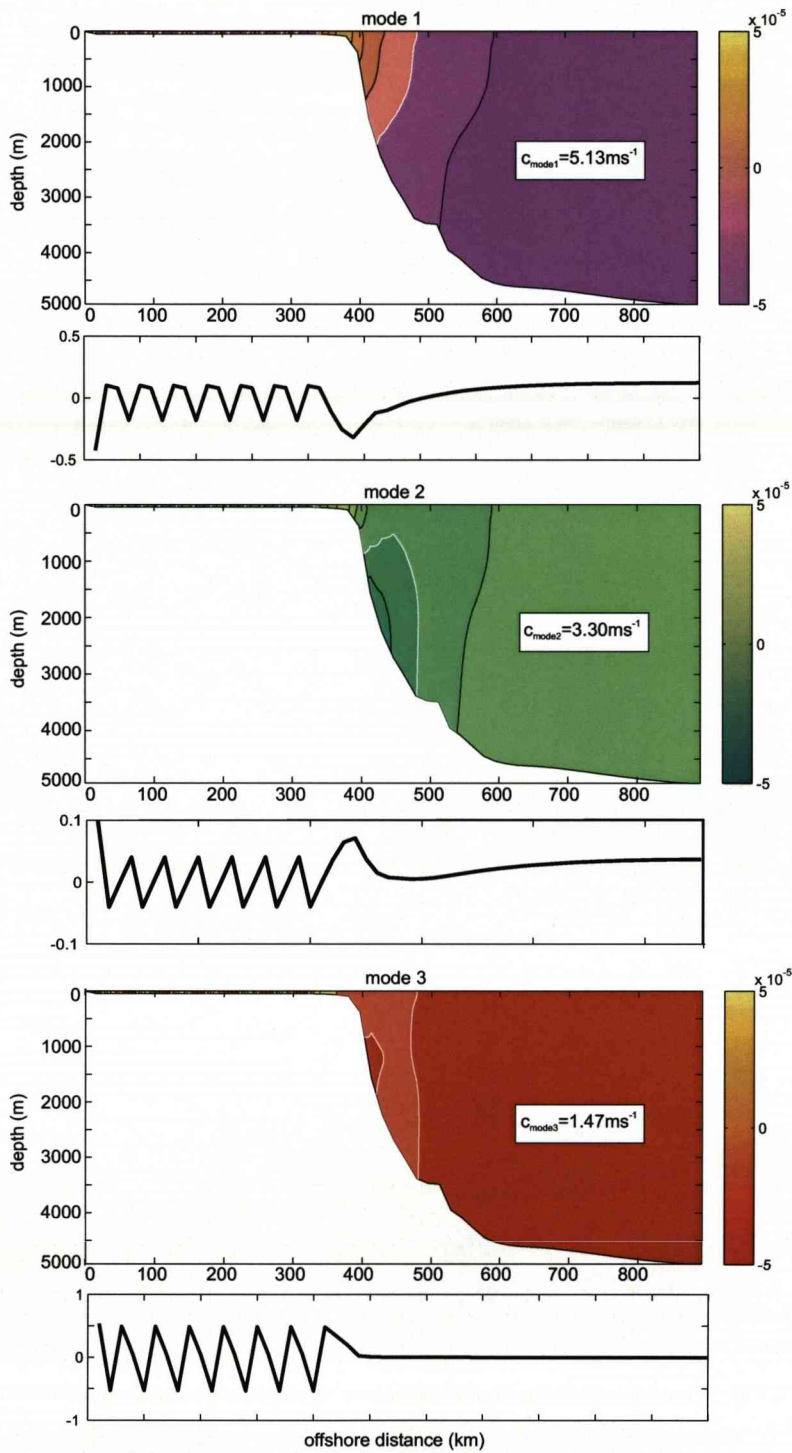 mode 1
x 10⁻⁵
0
1000
2000
3000
4000
5000
depth (m)
c_mode1=5.13ms⁻¹
5
0
-5
0 100 200 300 400 500 600 700 800
0.5
0
-0.5
mode 2
x 10⁻⁵
0
1000
2000
3000
4000
5000
depth (m)
c_mode2=3.30ms⁻¹
5
0
-5
0 100 200 300 400 500 600 700 800
0.1
0
-0.1
mode 3
x 10⁻⁵
0
1000
2000
3000
4000
5000
depth (m)
c_mode3=1.47ms⁻¹
5
0
-5
0 100 200 300 400 500 600 700 800
1
0
-1
offshore distance (km)